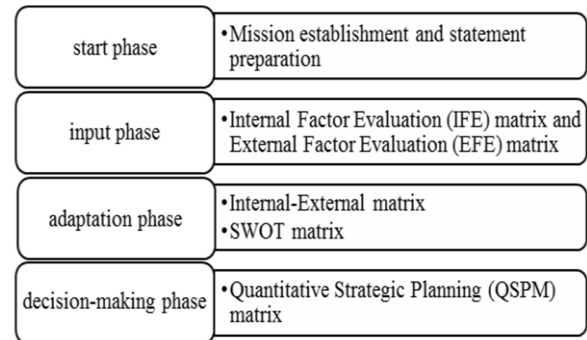 start phase
•Mission establishment and statement
preparation
input phase
•Internal Factor Evaluation (IFE) matrix and
External Factor Evaluation (EFE) matrix
adaptation phase
•Internal-External matrix
•SWOT matrix
decision-making phase
•Quantitative Strategic Planning (QSPM)
matrix